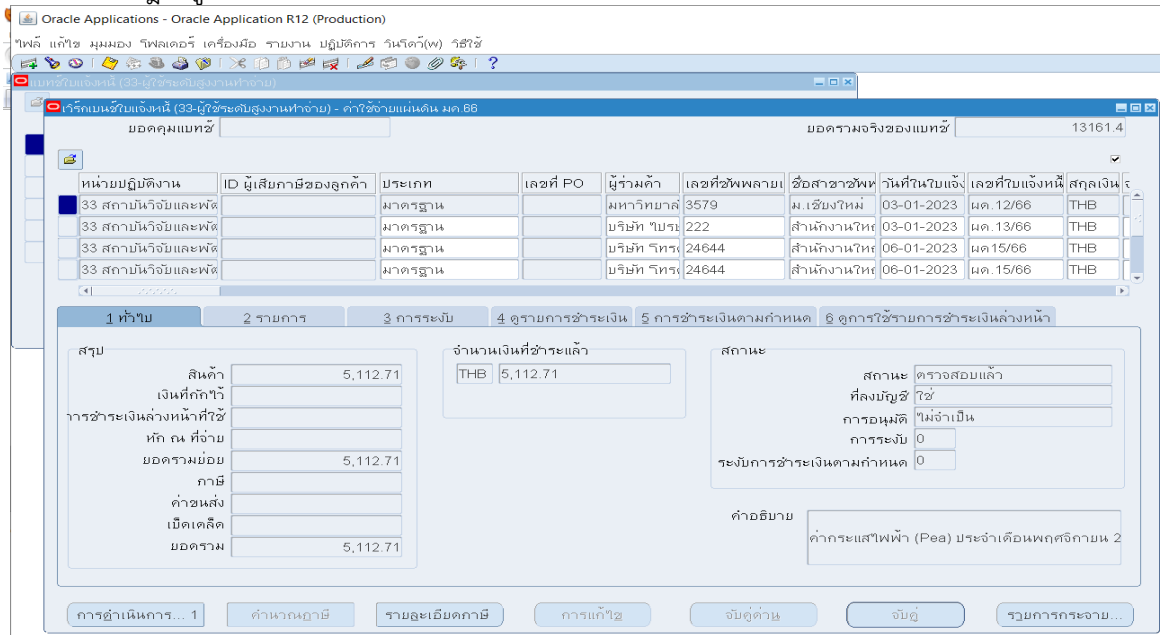 Oracle Applications - Oracle Application R12 (Production)
ไฟล์ แก้ไข มุมมอง โฟลเดอร์ เครื่องมือ รายงาน ปฏิบัติการ วินโดว์(w) วิธีใช้
แบทช์ใบแจ้งหนี้ (33-ผู้ใช้ระดับสูงงานทำจ่าย)
เวิร์กเบนช์ใบแจ้งหนี้ (33-ผู้ใช้ระดับสูงงานทำจ่าย) - ค่าใช้จ่ายแผ่นดิน มค.66
ยอดคุมแบทช์ ยอดรวมจริงของแบทช์ 13161.4
หน่วยปฏิบัติงาน ID ผู้เสียภาษีของลูกค้า ประเภท เลขที่ PO ผู้ร่วมค้า เลขที่ซัพพลายเ ชื่อสาขาซัพพ วันที่ในใบแจ้ง เลขที่ใบแจ้งหนี้ สกุลเงิน
33 สถาบันวิจัยและพัต มาตรฐาน มหาวิทยาล 3579 ม.เชียงใหม่ 03-01-2023 ผค.12/66 THB
33 สถาบันวิจัยและพัต มาตรฐาน บริษัท ไปรษ 222 สำนักงานใหญ 03-01-2023 ผค.13/66 THB
33 สถาบันวิจัยและพัต มาตรฐาน บริษัท โทร 24644 สำนักงานใหญ 06-01-2023 ผค15/66 THB
33 สถาบันวิจัยและพัต มาตรฐาน บริษัท โทร 24644 สำนักงานใหญ 06-01-2023 ผค.15/66 THB
1 ทั่วไป 2 รายการ 3 การระงับ 4 ดูรายการชำระเงิน 5 การชำระเงินตามกำหนด 6 ดูการใช้รายการชำระเงินล่วงหน้า
สรุป จำนวนเงินที่ชำระแล้ว สถานะ
สินค้า 5,112.71 THB 5,112.71 สถานะ ตรวจสอบแล้ว
เงินที่กักไว้ ที่ลงบัญชี ใช่
การชำระเงินล่วงหน้าที่ใช้ การอนุมัติ ไม่จำเป็น
หัก ณ ที่จ่าย การระงับ 0
ยอดรวมย่อย 5,112.71 ระงับการชำระเงินตามกำหนด 0
ภาษี
ค่าขนส่ง
เบ็ดเตล็ด คำอธิบาย
ยอดรวม 5,112.71 ค่ากระแสไฟฟ้า (Pea) ประจำเดือนพฤศจิกายน 2
การดำเนินการ... 1 คำนวณภาษี รายละเอียดภาษี การแก้ไข จับคู่ด่วน จับคู่ รวมการกระจาย...